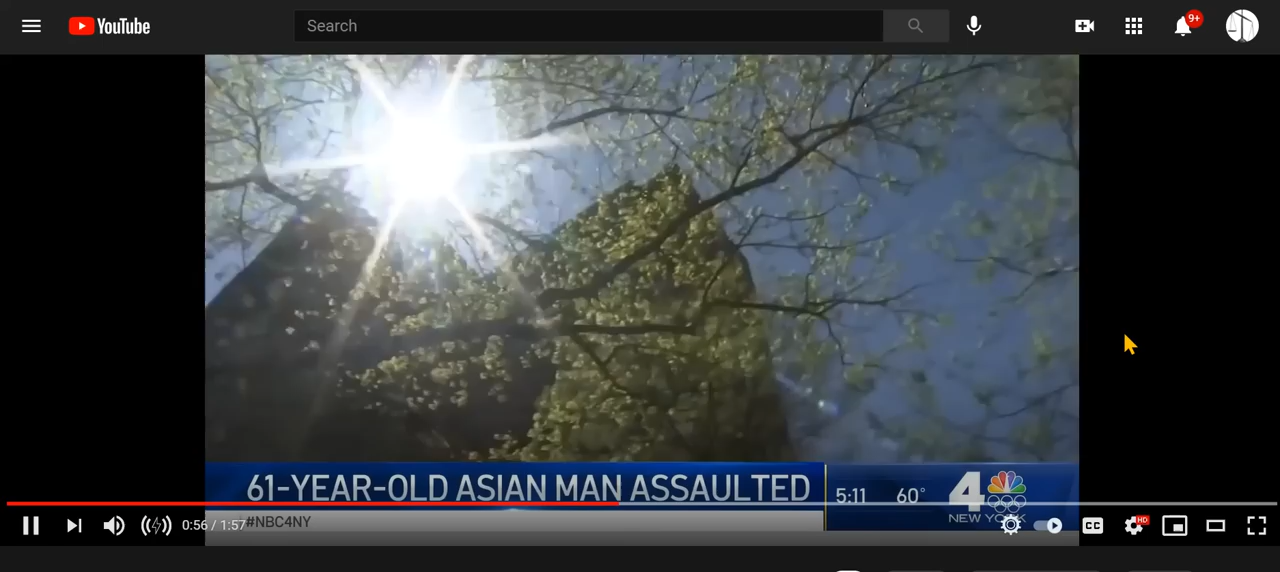 YouTube
Search
9+
61-YEAR-OLD ASIAN MAN ASSAULTED
5:11 60°
4
NEW YORK
#NBC4NY
0:56 / 1:57
CC
HD